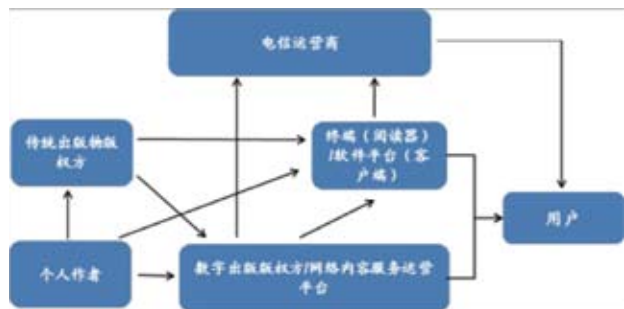 电信运营商
传统出版物版
权方
终端（阅读器）
/软件平台（客
户端）
用户
个人作者
数字出版版权方/网络内容服务运营
平台